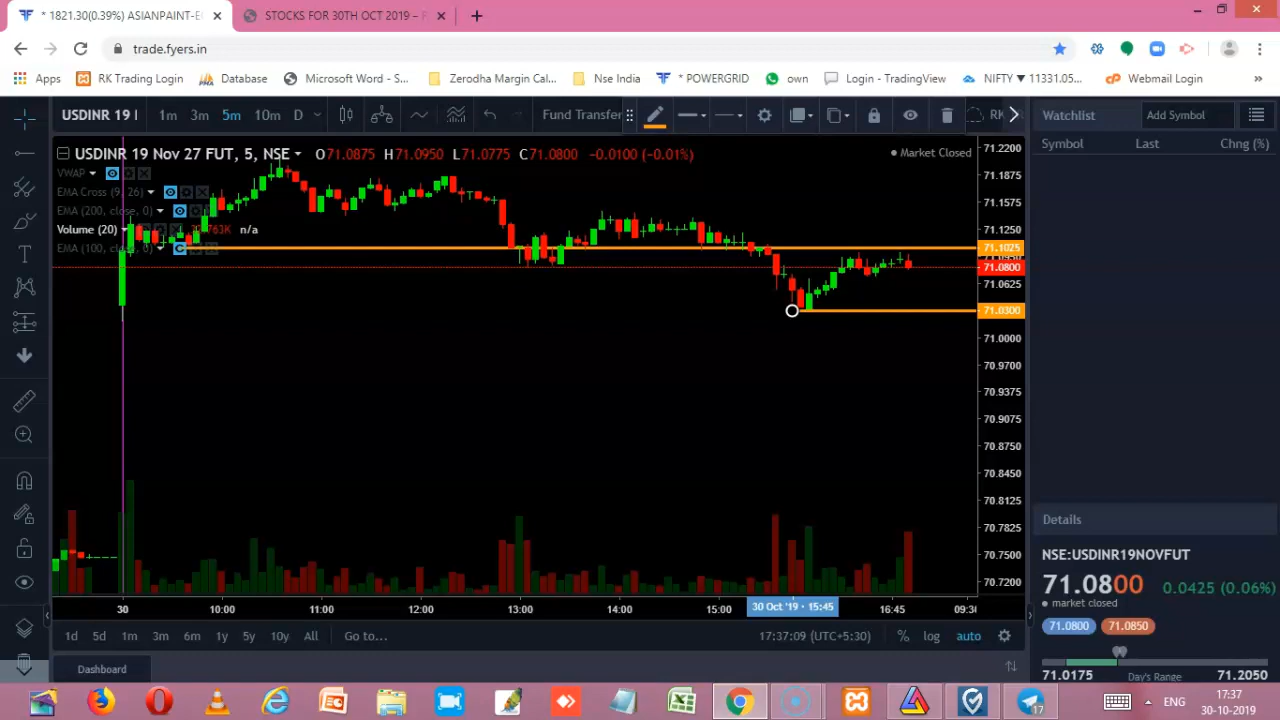 * 1821.30(0.39%) ASIANPAINT-E
STOCKS FOR 30TH OCT 2019 –
trade.fyers.in
Apps RK Trading Login Database Microsoft Word - S... Zerodha Margin Cal... Nse India * POWERGRID own Login - TradingView NIFTY ▼ 11331.05... Webmail Login »
USDINR 19 1m 3m 5m 10m D Fund Transfer RK
Watchlist Add Symbol
Symbol Last Chng (%)
USDINR 19 Nov 27 FUT, 5, NSE O71.0875 H71.0950 L71.0775 C71.0800 -0.0100 (-0.01%)
Market Closed
VWAP
EMA Cross (9, 26)
EMA (200, close, 0)
Volume (20) n/a
EMA (100, close, 0)
71.2200
71.1875
71.1575
71.1250
71.1025
71.0800
71.0625
71.0300
71.0000
70.9700
70.9075
70.8750
70.8450
70.8125
70.7825
70.7500
70.7200
30 10:00 11:00 12:00 13:00 14:00 15:00 30 Oct '19 - 15:45 16:45 09:30
1d 5d 1m 3m 6m 1y 5y 10y All Go to... 17:37:09 (UTC+5:30) % log auto
Dashboard
Details
NSE:USDINR19NOVFUT
71.0800 0.0425 (0.06%)
market closed
71.0800 71.0850
71.0175 Day's Range 71.2050
17
ENG
17:37
30-10-2019